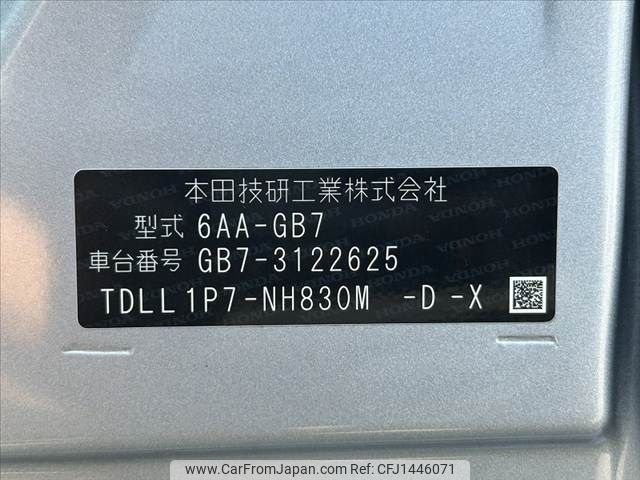 本田技研工業株式会社
型式 6AA-GB7
車台番号 GB7-3122625
TDLL1P7-NH830M -D-X
www.CarFromJapan.com - CFJ1446071